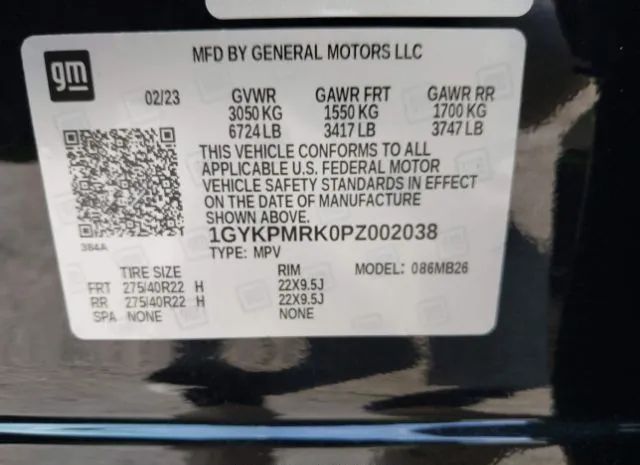 gm
MFD BY GENERAL MOTORS LLC
02/23 GVWR GAWR FRT GAWR RR
3050 KG 1550 KG 1700 KG
6724 LB 3417 LB 3747 LB
THIS VEHICLE CONFORMS TO ALL
APPLICABLE U.S. FEDERAL MOTOR
VEHICLE SAFETY STANDARDS IN EFFECT
ON THE DATE OF MANUFACTURE
SHOWN ABOVE.
384A
1GYKPMRK0PZ002038
TYPE: MPV
TIRE SIZE RIM MODEL: 086MB26
FRT 275/40R22 H 22X9.5J
RR 275/40R22 H 22X9.5J
SPA NONE NONE